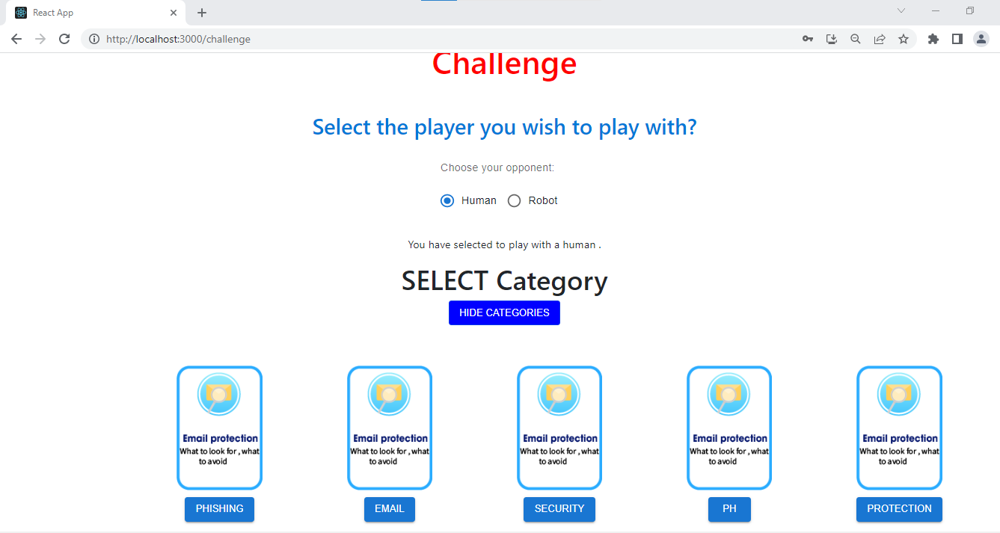 React App
http://localhost:3000/challenge
Challenge
Select the player you wish to play with?
Choose your opponent:
Human Robot
You have selected to play with a human .
SELECT Category
HIDE CATEGORIES
Email protection
What to look for , what
to avoid
PHISHING
Email protection
What to look for , what
to avoid
EMAIL
Email protection
What to look for , what
to avoid
SECURITY
Email protection
What to look for , what
to avoid
PH
Email protection
What to look for , what
to avoid
PROTECTION